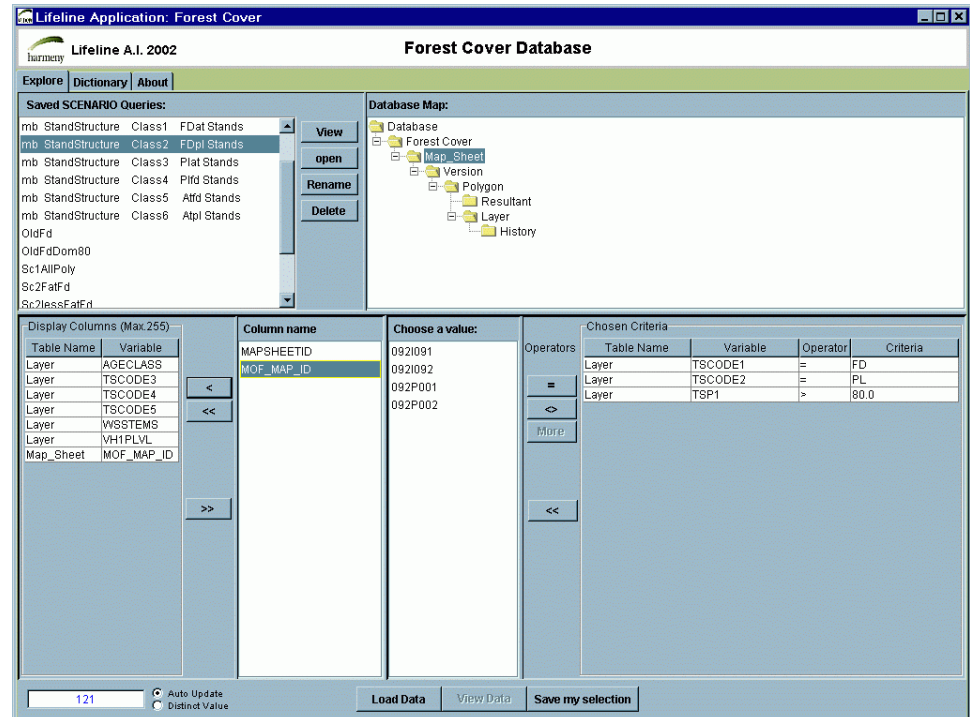 Lifeline Application: Forest Cover
harmeny Lifeline A.I. 2002 Forest Cover Database
Explore Dictionary About
Saved SCENARIO Queries:
mb StandStructure Class1 FDat Stands
mb StandStructure Class2 FDpl Stands
mb StandStructure Class3 Plat Stands
mb StandStructure Class4 Plfd Stands
mb StandStructure Class5 Atfd Stands
mb StandStructure Class6 Atpl Stands
OldFd
OldFdDom80
Sc1AllPoly
Sc2FatFd
Sc2lessFatFd
View
open
Rename
Delete
Database Map:
Database
Forest Cover
Map_Sheet
Version
Polygon
Resultant
Layer
History
Display Columns (Max.255)
Table Name Variable
Layer AGECLASS
Layer TSCODE3
Layer TSCODE4
Layer TSCODE5
Layer WSSTEMS
Layer VH1PLVL
Map_Sheet MOF_MAP_ID
<
<<
>>
Column name
MAPSHEETID
MOF_MAP_ID
Choose a value:
092I091
092I092
092P001
092P002
Operators
=
<>
More
<<
Chosen Criteria
Table Name Variable Operator Criteria
Layer TSCODE1 = FD
Layer TSCODE2 = PL
Layer TSP1 > 80.0
121
Auto Update
Distinct Value
Load Data View Data Save my selection